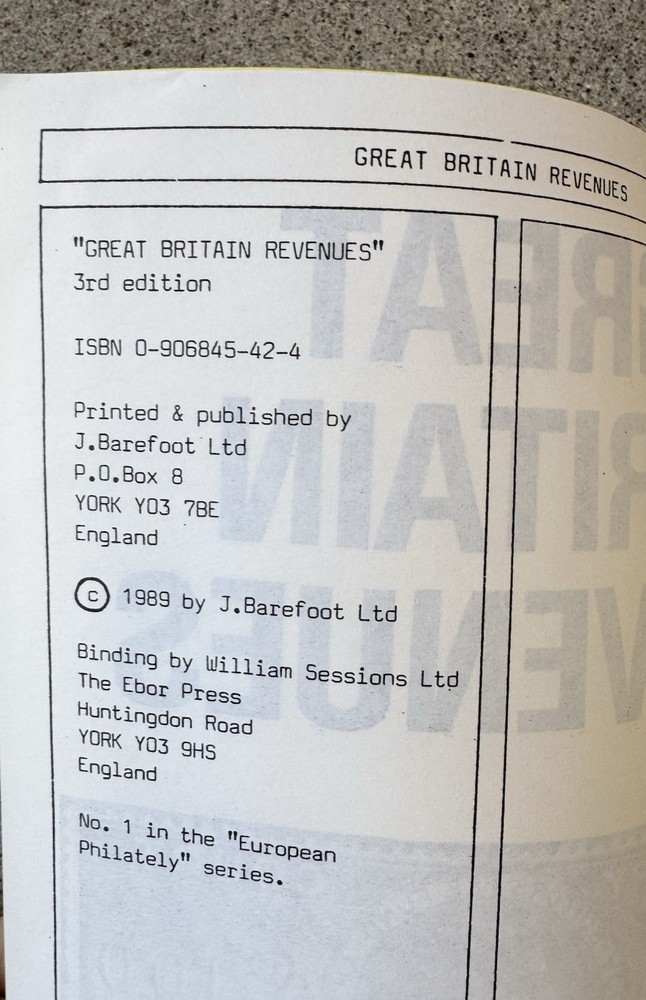 GREAT BRITAIN REVENUES
"GREAT BRITAIN REVENUES"
3rd edition
ISBN 0-906845-42-4
Printed & published by
J.Barefoot Ltd
P.O.Box 8
YORK YO3 7BE
England
© 1989 by J.Barefoot Ltd
Binding by William Sessions Ltd
The Ebor Press
Huntingdon Road
YORK YO3 9HS
England
No. 1 in the "European
Philately" series.